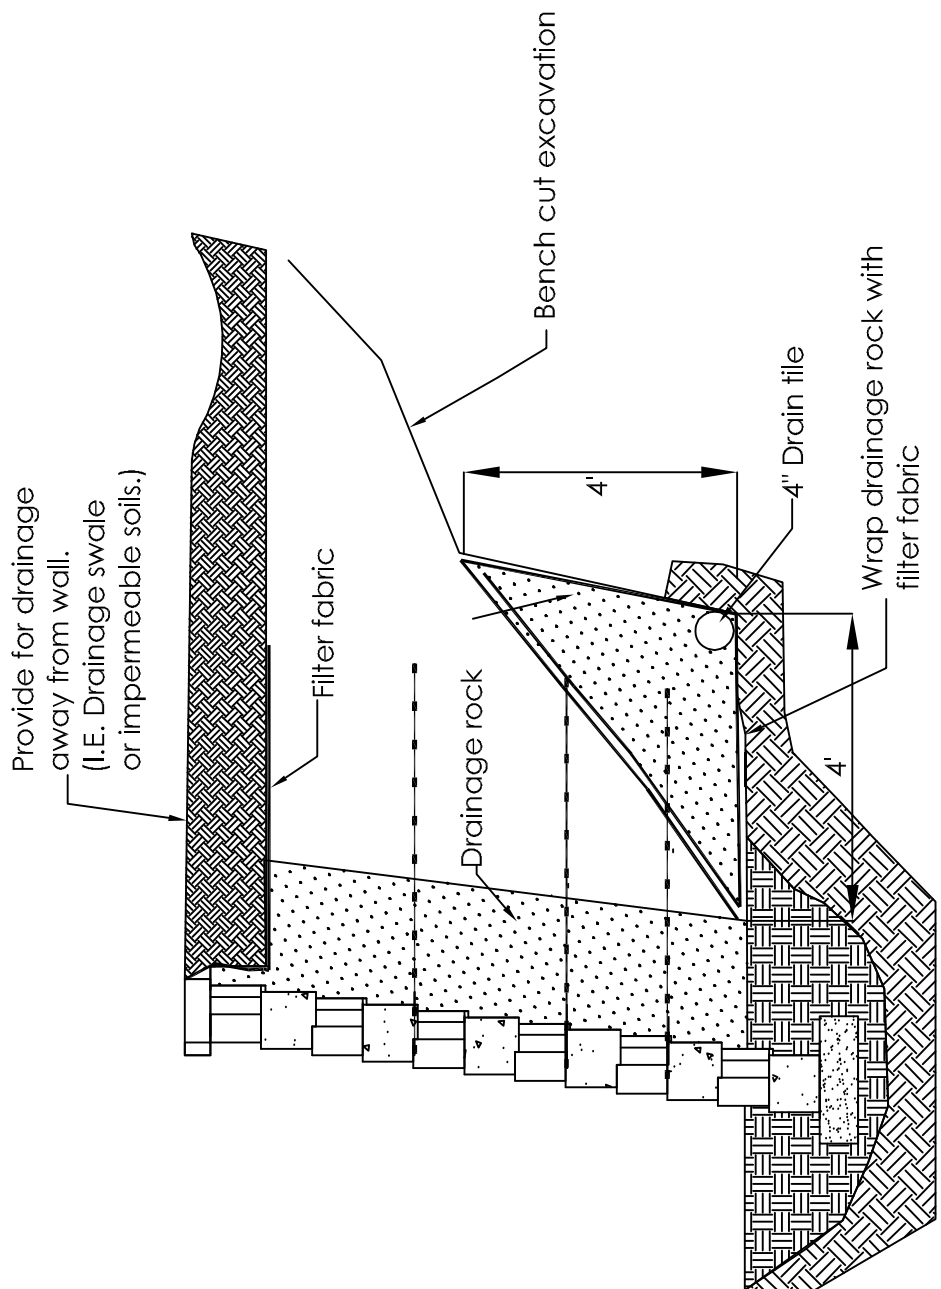 Provide for drainage
away from wall.
(I.E. Drainage swale
or impermeable soils.)
Filter fabric
Drainage rock
Bench cut excavation
4'
4" Drain tile
4'
Wrap drainage rock with
filter fabric